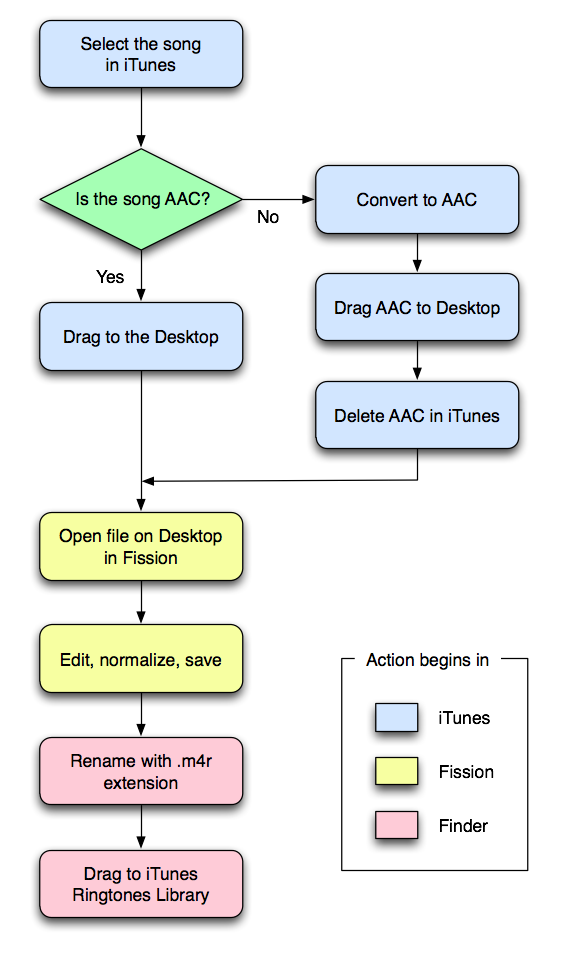 Select the song
in iTunes
Is the song AAC?
No
Convert to AAC
Yes
Drag AAC to Desktop
Drag to the Desktop
Delete AAC in iTunes
Open file on Desktop
in Fission
Edit, normalize, save
Action begins in
iTunes
Fission
Finder
Rename with .m4r
extension
Drag to iTunes
Ringtones Library